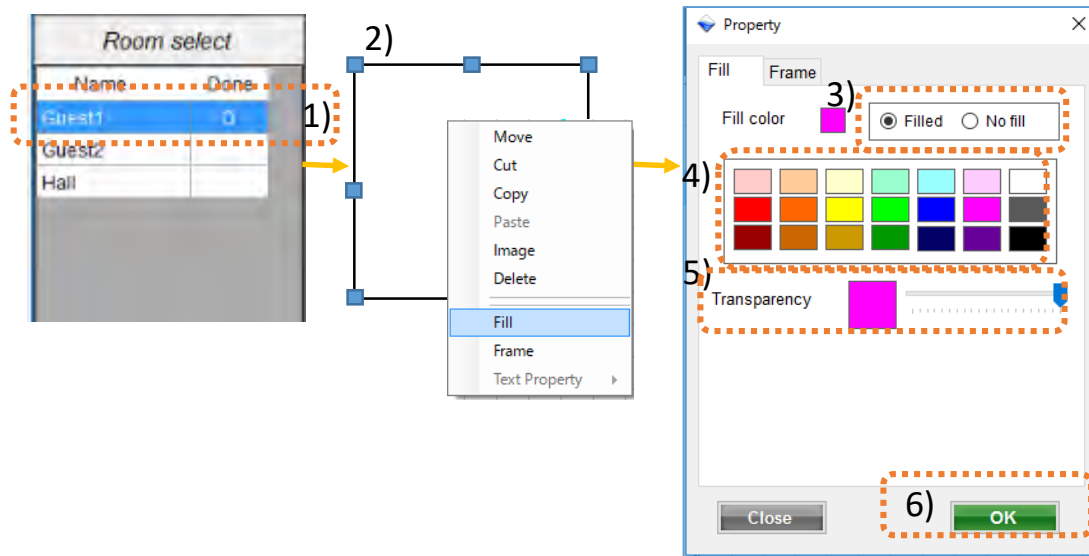 Room select
Name Done
1)
Guest1 O
Guest2
Hall
2)
Move
Cut
Copy
Paste
Image
Delete
Fill
Frame
Text Property
Property
Fill Frame
3)
Fill color Filled No fill
4)
5)
Transparency
6)
Close OK